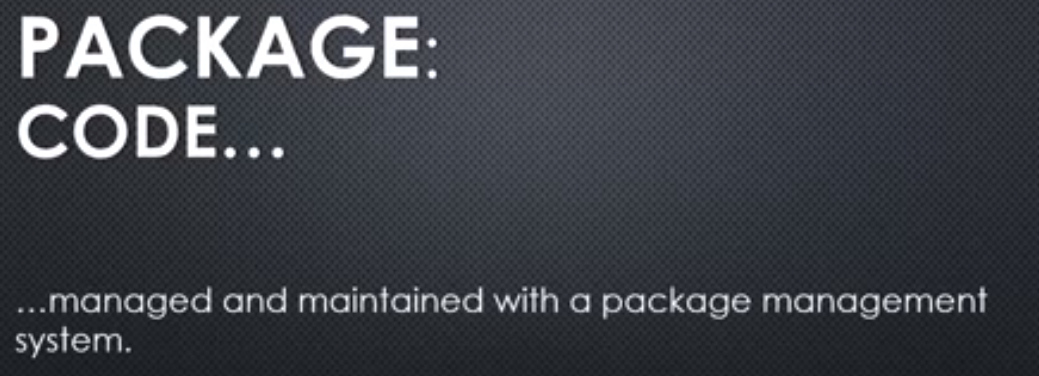 PACKAGE:
CODE...
...managed and maintained with a package management
system.